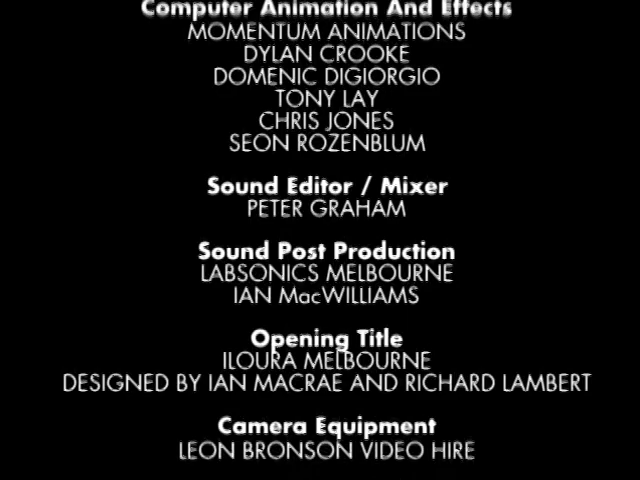 Computer Animation And Effects
MOMENTUM ANIMATIONS
DYLAN CROOKE
DOMENIC DIGIORGIO
TONY LAY
CHRIS JONES
SEON ROZENBLUM
Sound Editor / Mixer
PETER GRAHAM
Sound Post Production
LABSONICS MELBOURNE
IAN MacWILLIAMS
Opening Title
ILOURA MELBOURNE
DESIGNED BY IAN MACRAE AND RICHARD LAMBERT
Camera Equipment
LEON BRONSON VIDEO HIRE